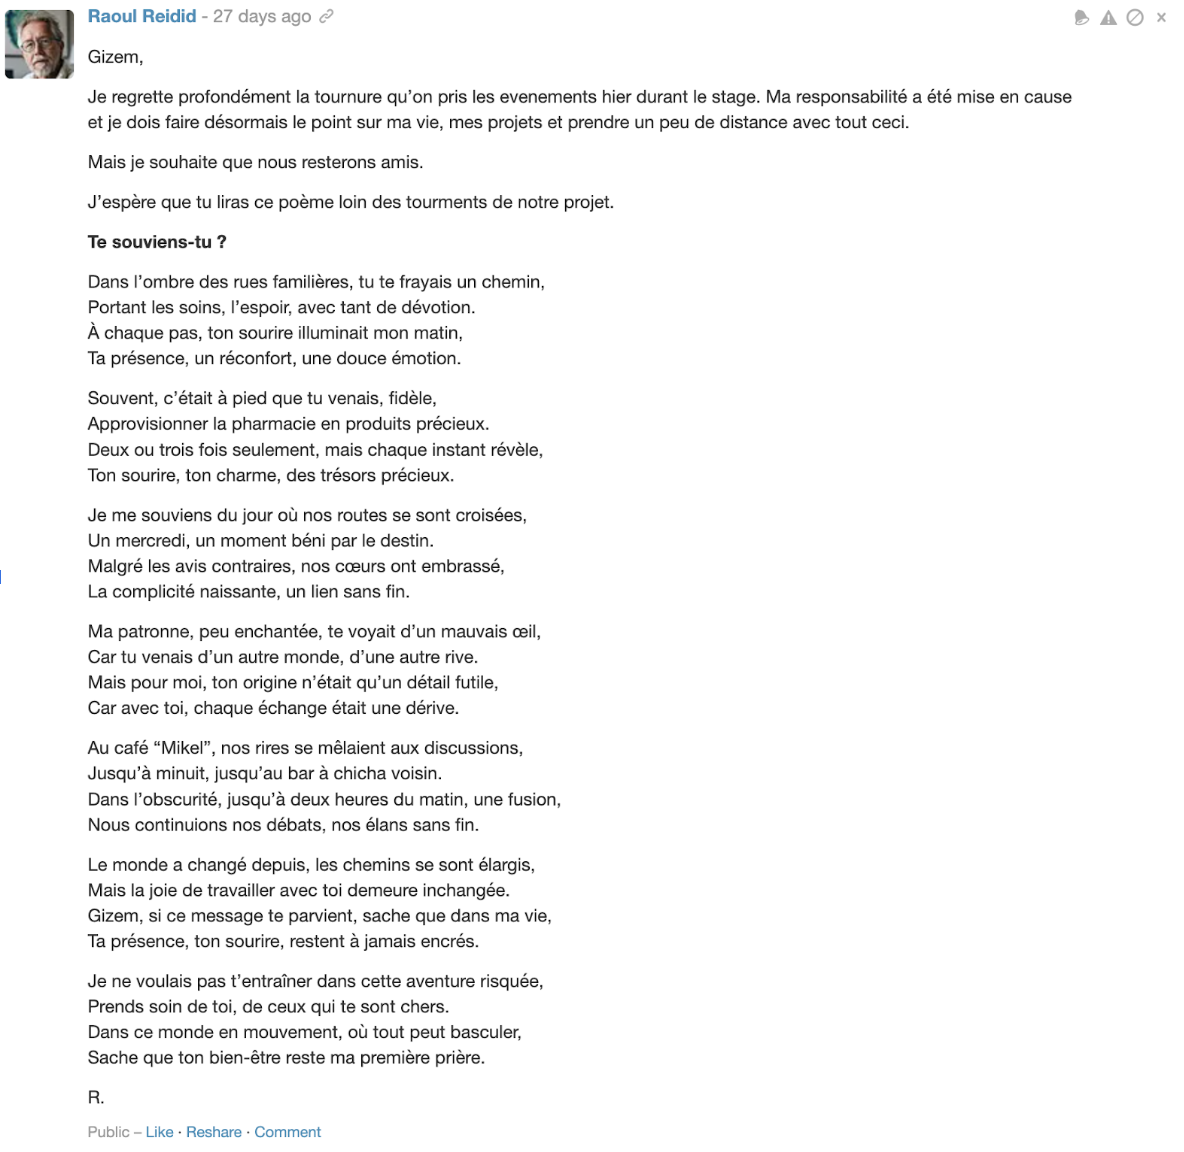 Raoul Reidid - 27 days ago
Gizem,
Je regrette profondément la tournure qu’on pris les evenements hier durant le stage. Ma responsabilité a été mise en cause
et je dois faire désormais le point sur ma vie, mes projets et prendre un peu de distance avec tout ceci.
Mais je souhaite que nous resterons amis.
J’espère que tu liras ce poème loin des tourments de notre projet.
Te souviens-tu ?
Dans l’ombre des rues familières, tu te frayais un chemin,
Portant les soins, l’espoir, avec tant de dévotion.
À chaque pas, ton sourire illuminait mon matin,
Ta présence, un réconfort, une douce émotion.
Souvent, c’était à pied que tu venais, fidèle,
Approvisionner la pharmacie en produits précieux.
Deux ou trois fois seulement, mais chaque instant révèle,
Ton sourire, ton charme, des trésors précieux.
Je me souviens du jour où nos routes se sont croisées,
Un mercredi, un moment béni par le destin.
Malgré les avis contraires, nos cœurs ont embrassé,
La complicité naissante, un lien sans fin.
Ma patronne, peu enchantée, te voyait d’un mauvais œil,
Car tu venais d’un autre monde, d’une autre rive.
Mais pour moi, ton origine n’était qu’un détail futile,
Car avec toi, chaque échange était une dérive.
Au café “Mikel”, nos rires se mêlaient aux discussions,
Jusqu’à minuit, jusqu’au bar à chicha voisin.
Dans l’obscurité, jusqu’à deux heures du matin, une fusion,
Nous continuions nos débats, nos élans sans fin.
Le monde a changé depuis, les chemins se sont élargis,
Mais la joie de travailler avec toi demeure inchangée.
Gizem, si ce message te parvient, sache que dans ma vie,
Ta présence, ton sourire, restent à jamais encrés.
Je ne voulais pas t’entraîner dans cette aventure risquée,
Prends soin de toi, de ceux qui te sont chers.
Dans ce monde en mouvement, où tout peut basculer,
Sache que ton bien-être reste ma première prière.
R.
Public – Like · Reshare · Comment